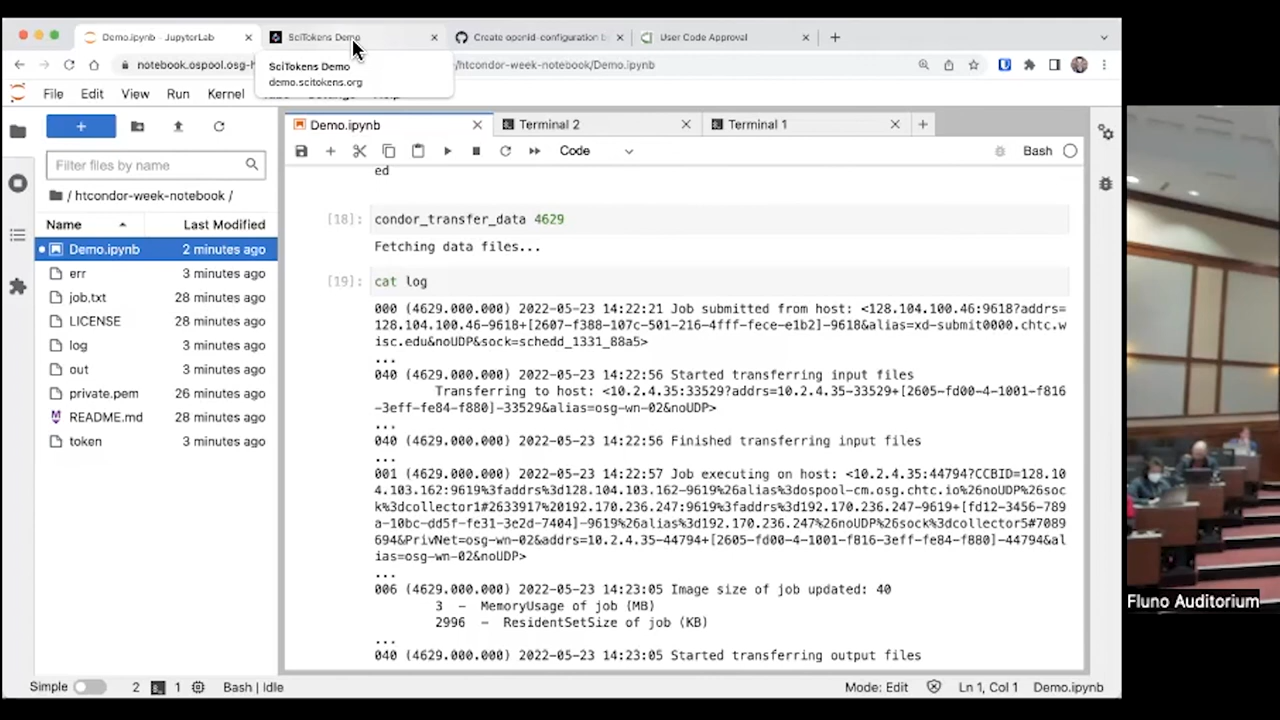 Demo.ipynb - JupyterLab
SciTokens Demo
Create openid-configuration b
User Code Approval
notebook.ospool.osg-h
/htcondor-week-notebook/Demo.ipynb
SciTokens Demo
demo.scitokens.org
File Edit View Run Kernel
Demo.ipynb
Terminal 2
Terminal 1
Filter files by name
Code
Bash
/ htcondor-week-notebook /
Name Last Modified
Demo.ipynb 2 minutes ago
err 3 minutes ago
job.txt 28 minutes ago
LICENSE 28 minutes ago
log 3 minutes ago
out 3 minutes ago
private.pem 26 minutes ago
README.md 28 minutes ago
token 3 minutes ago
ed
[18]: condor_transfer_data 4629
Fetching data files...
[19]: cat log
000 (4629.000.000) 2022-05-23 14:22:21 Job submitted from host: <128.104.100.46:9618?addrs=
128.104.100.46-9618+[2607-f388-107c-501-216-4fff-fece-e1b2]-9618&alias=xd-submit0000.chtc.w
isc.edu&noUDP&sock=schedd_1331_88a5>
...
040 (4629.000.000) 2022-05-23 14:22:56 Started transferring input files
Transferring to host: <10.2.4.35:33529?addrs=10.2.4.35-33529+[2605-fd00-4-1001-f816
-3eff-fe84-f880]-33529&alias=osg-wn-02&noUDP>
...
040 (4629.000.000) 2022-05-23 14:22:56 Finished transferring input files
...
001 (4629.000.000) 2022-05-23 14:22:57 Job executing on host: <10.2.4.35:44794?CCBID=128.10
4.103.162:9619%3faddrs%3d128.104.103.162-9619%26alias%3dospool-cm.osg.chtc.io%26noUDP%26soc
k%3dcollector1#2633917%20192.170.236.247:9619%3faddrs%3d192.170.236.247-9619+[fd12-3456-789
a-10bc-dd5f-fe31-3e2d-7404]-9619%26alias%3d192.170.236.247%26noUDP%26sock%3dcollector5#7089
694&PrivNet=osg-wn-02&addrs=10.2.4.35-44794+[2605-fd00-4-1001-f816-3eff-fe84-f880]-44794&al
ias=osg-wn-02&noUDP>
...
006 (4629.000.000) 2022-05-23 14:23:05 Image size of job updated: 40
3 - MemoryUsage of job (MB)
2996 - ResidentSetSize of job (KB)
...
040 (4629.000.000) 2022-05-23 14:23:05 Started transferring output files
Simple 2 1 Bash | Idle
Mode: Edit Ln 1, Col 1 Demo.ipynb
Fluno Auditorium